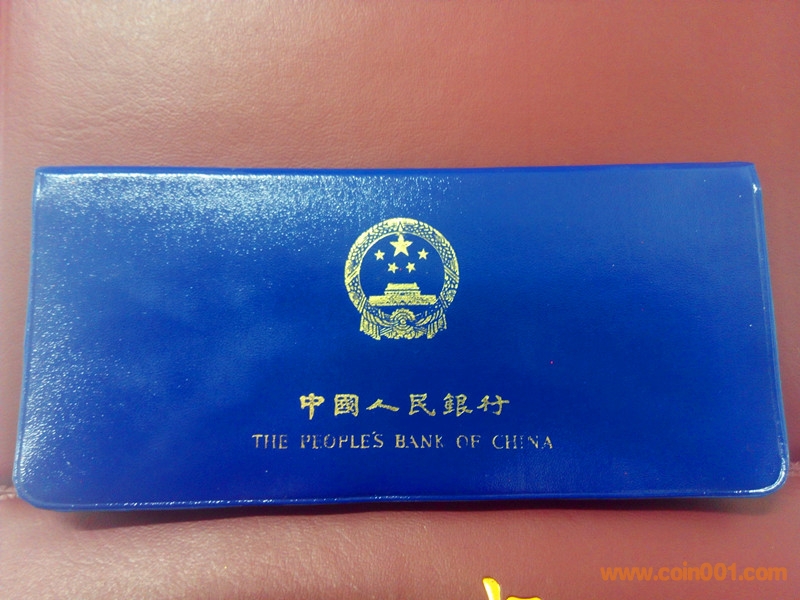 中國人民銀行
THE PEOPLE'S BANK OF CHINA
www.coin001.com